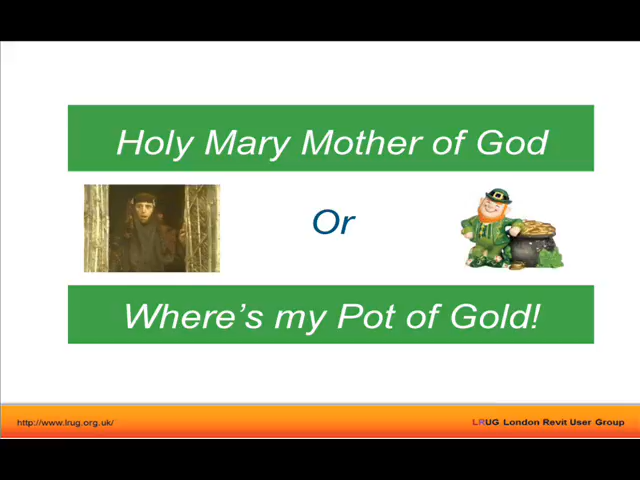 Holy Mary Mother of God
Or
Where's my Pot of Gold!
http://www.lrug.org.uk/
LRUG London Revit User Group